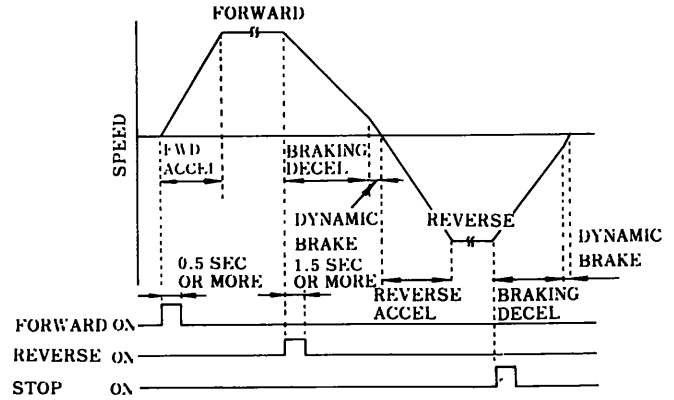 FORWARD
SPEED
FWD
ACCEL
BRAKING
DECEL
DYNAMIC
BRAKE
REVERSE
DYNAMIC
BRAKE
0.5 SEC
OR MORE
1.5 SEC
OR MORE
REVERSE
ACCEL
BRAKING
DECEL
FORWARD ON
REVERSE ON
STOP ON